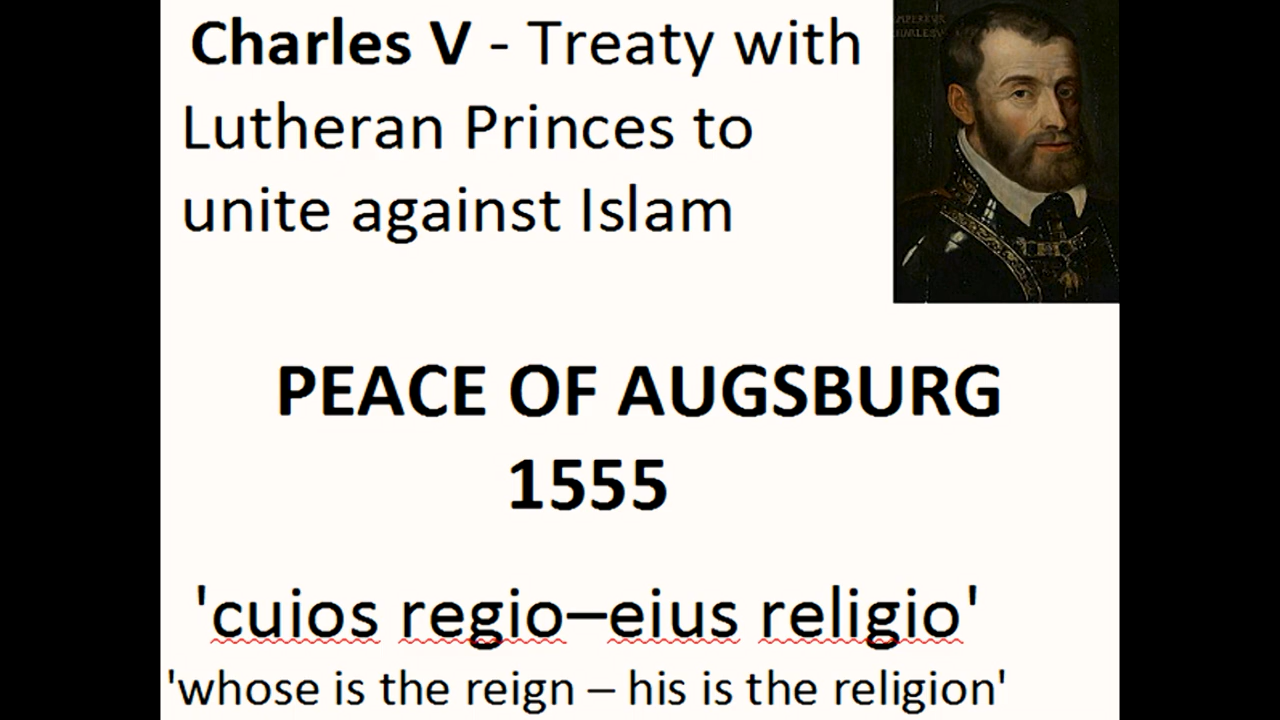 Charles V - Treaty with
Lutheran Princes to
unite against Islam
PEACE OF AUGSBURG
1555
'cuios regio–eius religio'
'whose is the reign – his is the religion'